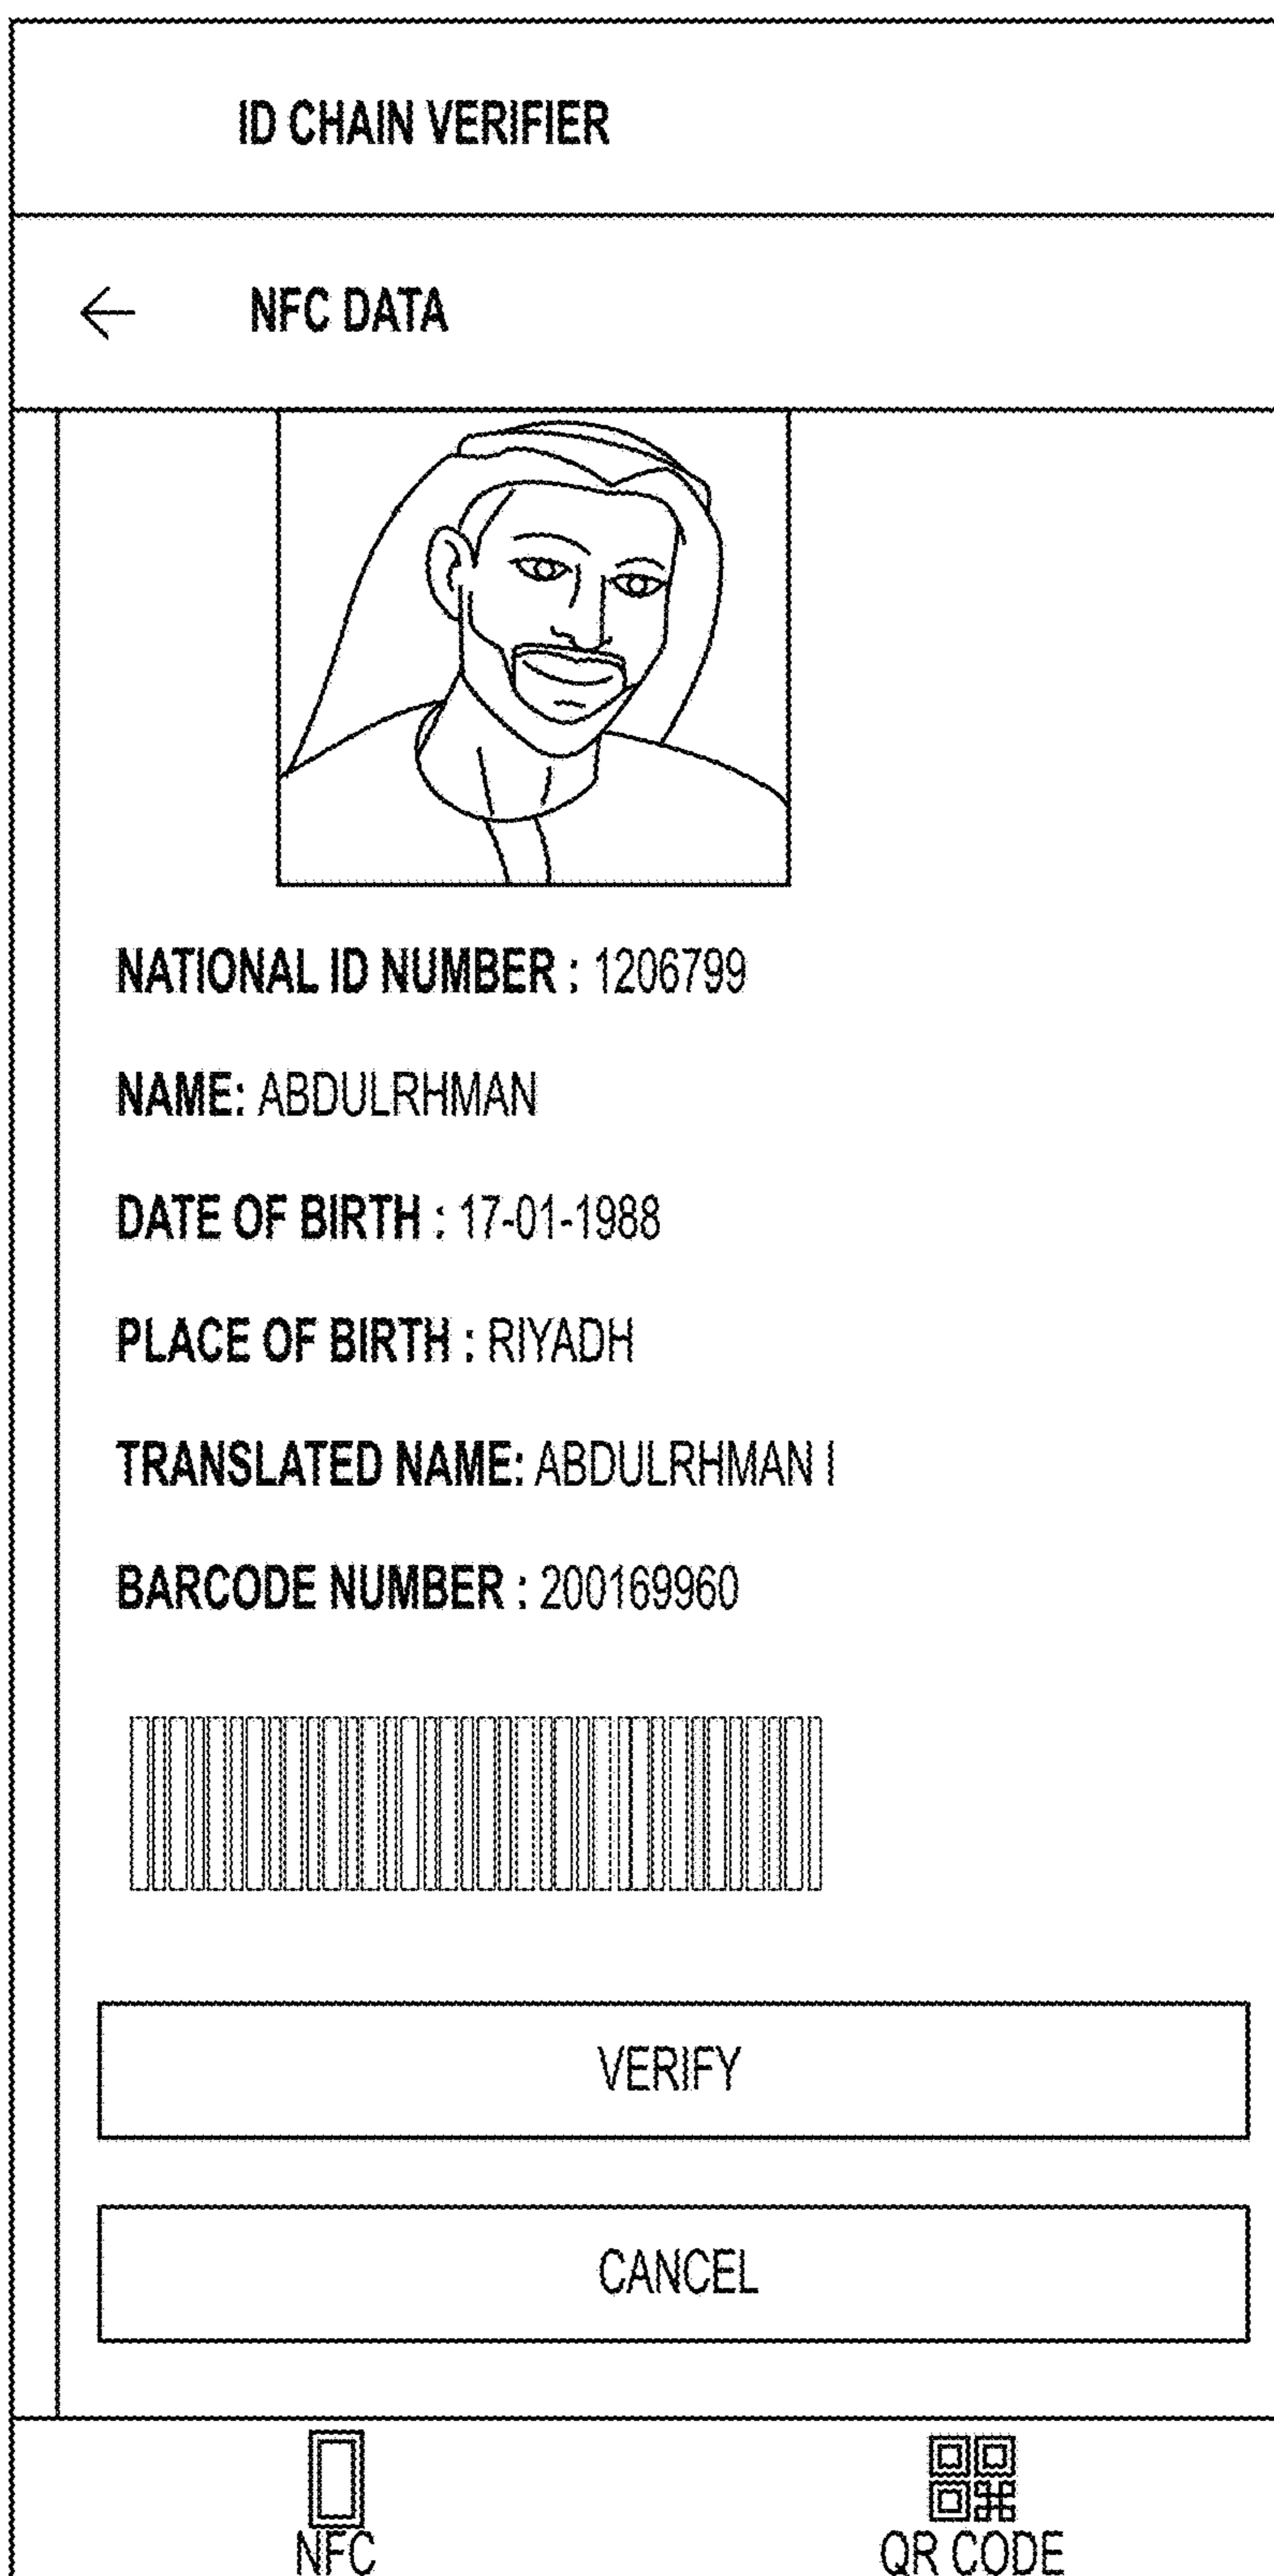 ID CHAIN VERIFIER
NFC DATA
NATIONAL ID NUMBER : 1206799
NAME: ABDULRHMAN
DATE OF BIRTH : 17-01-1988
PLACE OF BIRTH : RIYADH
TRANSLATED NAME: ABDULRHMAN I
BARCODE NUMBER : 200169960
VERIFY
CANCEL
NFC
QR CODE